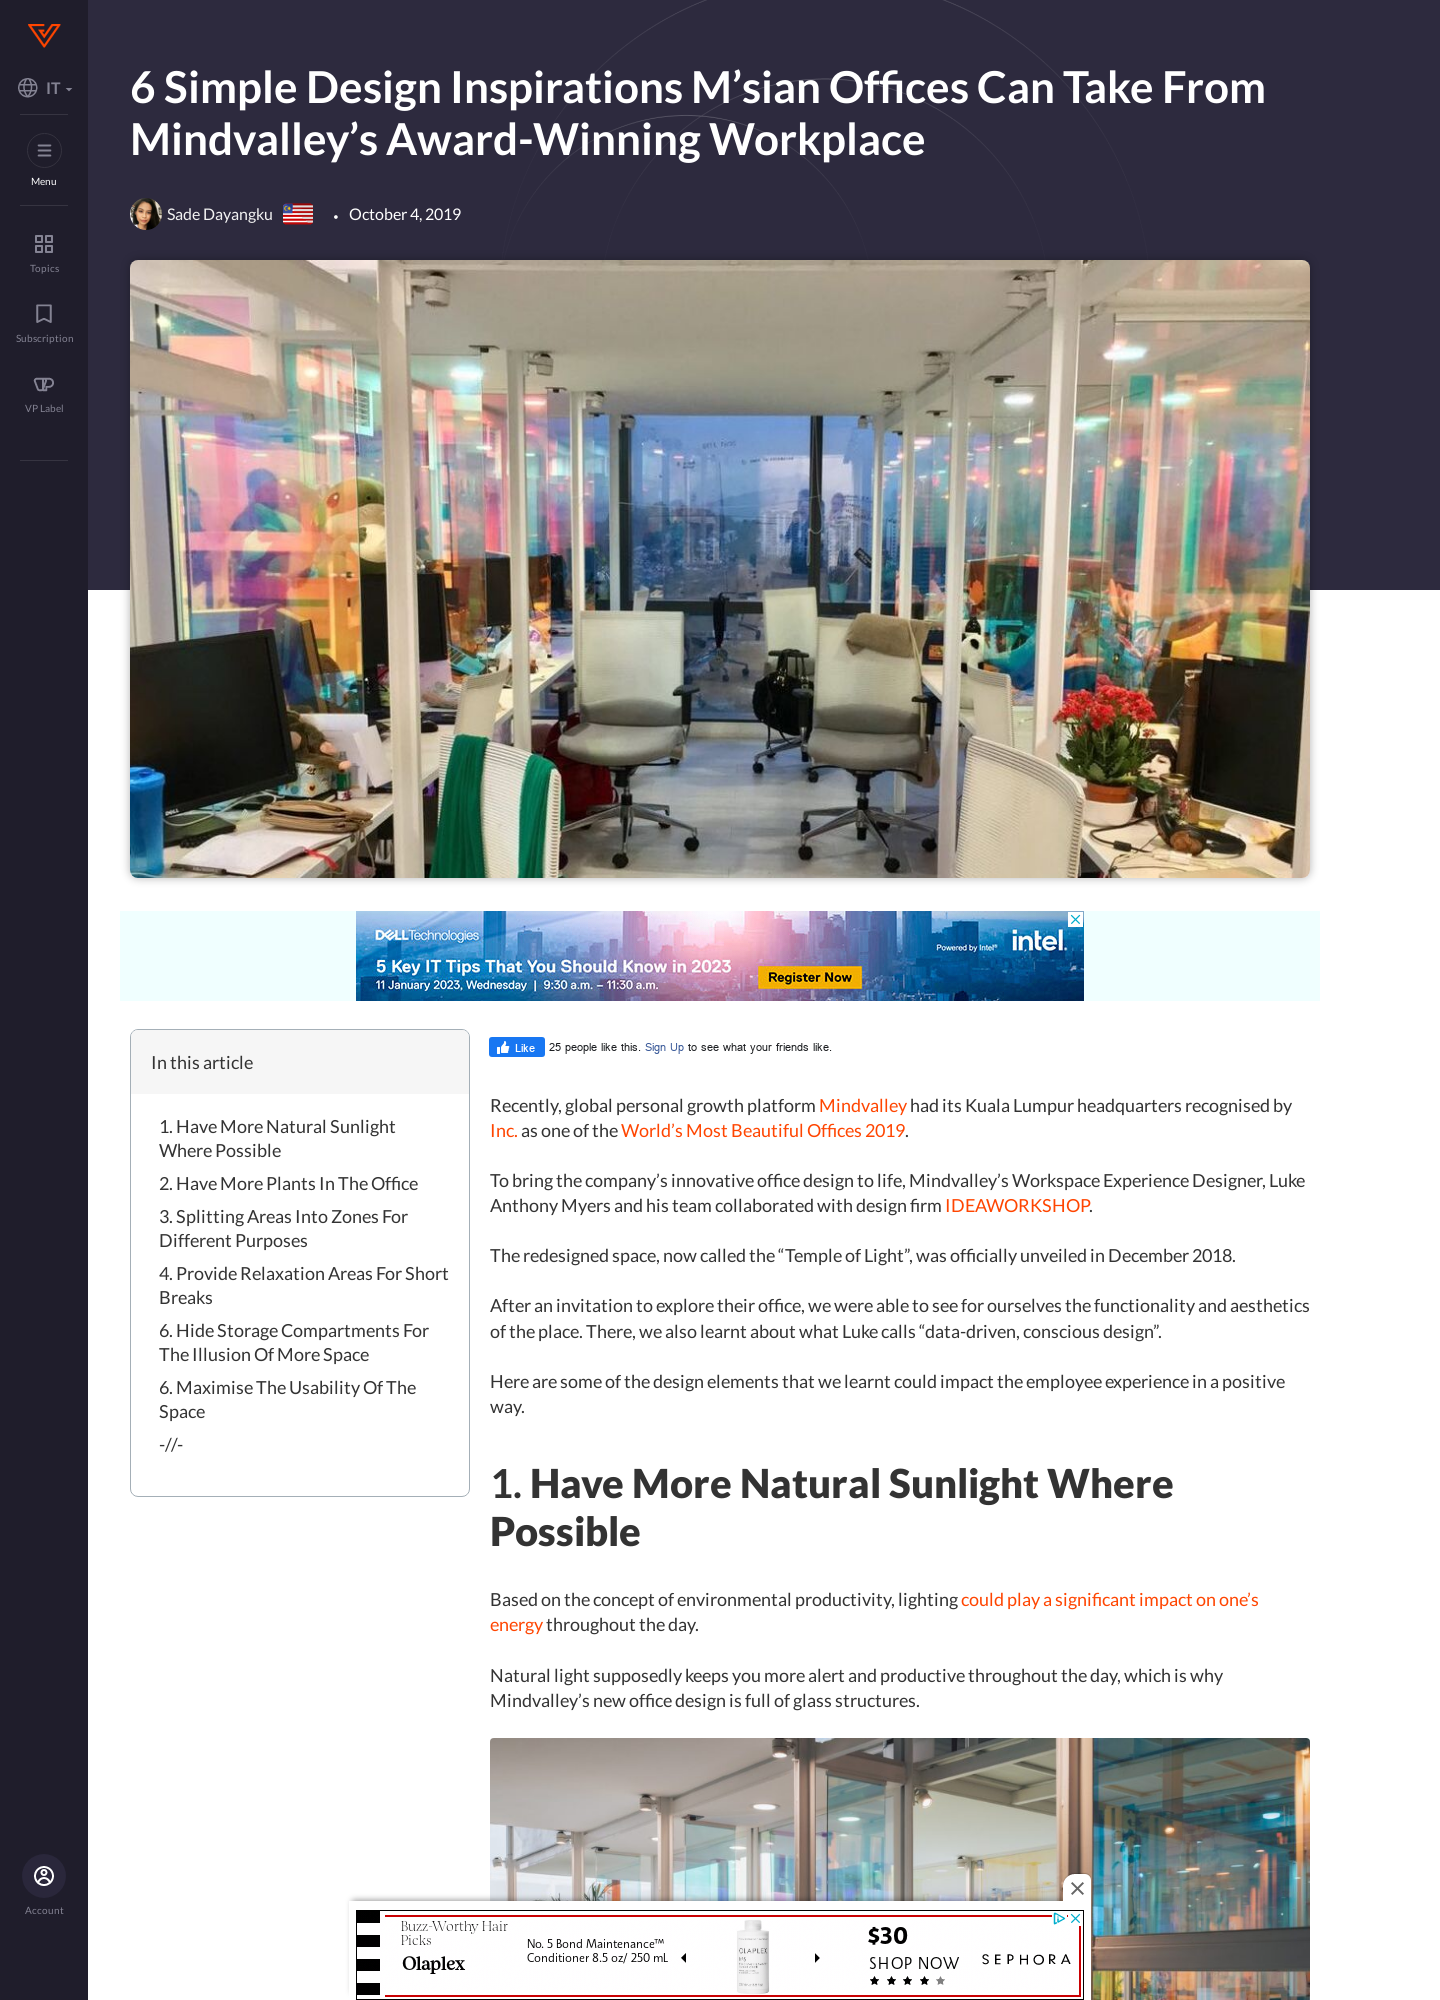 IT
Menu
Topics
Subscription
VP Label
Account
6 Simple Design Inspirations M’sian Offices Can Take From
Mindvalley’s Award-Winning Workplace
Sade Dayangku • October 4, 2019
DELLTechnologies
5 Key IT Tips That You Should Know in 2023
11 January 2023, Wednesday | 9:30 a.m. – 11:30 a.m.
Register Now
Powered by Intel®
intel.
In this article
1. Have More Natural Sunlight
Where Possible
2. Have More Plants In The Office
3. Splitting Areas Into Zones For
Different Purposes
4. Provide Relaxation Areas For Short
Breaks
6. Hide Storage Compartments For
The Illusion Of More Space
6. Maximise The Usability Of The
Space
-//-
Like 25 people like this. Sign Up to see what your friends like.
Recently, global personal growth platform Mindvalley had its Kuala Lumpur headquarters recognised by
Inc. as one of the World’s Most Beautiful Offices 2019.
To bring the company’s innovative office design to life, Mindvalley’s Workspace Experience Designer, Luke
Anthony Myers and his team collaborated with design firm IDEAWORKSHOP.
The redesigned space, now called the “Temple of Light”, was officially unveiled in December 2018.
After an invitation to explore their office, we were able to see for ourselves the functionality and aesthetics
of the place. There, we also learnt about what Luke calls “data-driven, conscious design”.
Here are some of the design elements that we learnt could impact the employee experience in a positive
way.
1. Have More Natural Sunlight Where
Possible
Based on the concept of environmental productivity, lighting could play a significant impact on one’s
energy throughout the day.
Natural light supposedly keeps you more alert and productive throughout the day, which is why
Mindvalley’s new office design is full of glass structures.
Buzz-Worthy Hair
Picks
Olaplex
No. 5 Bond Maintenance™
Conditioner 8.5 oz/ 250 mL
OLAPLEX
$30
SHOP NOW
SEPHORA